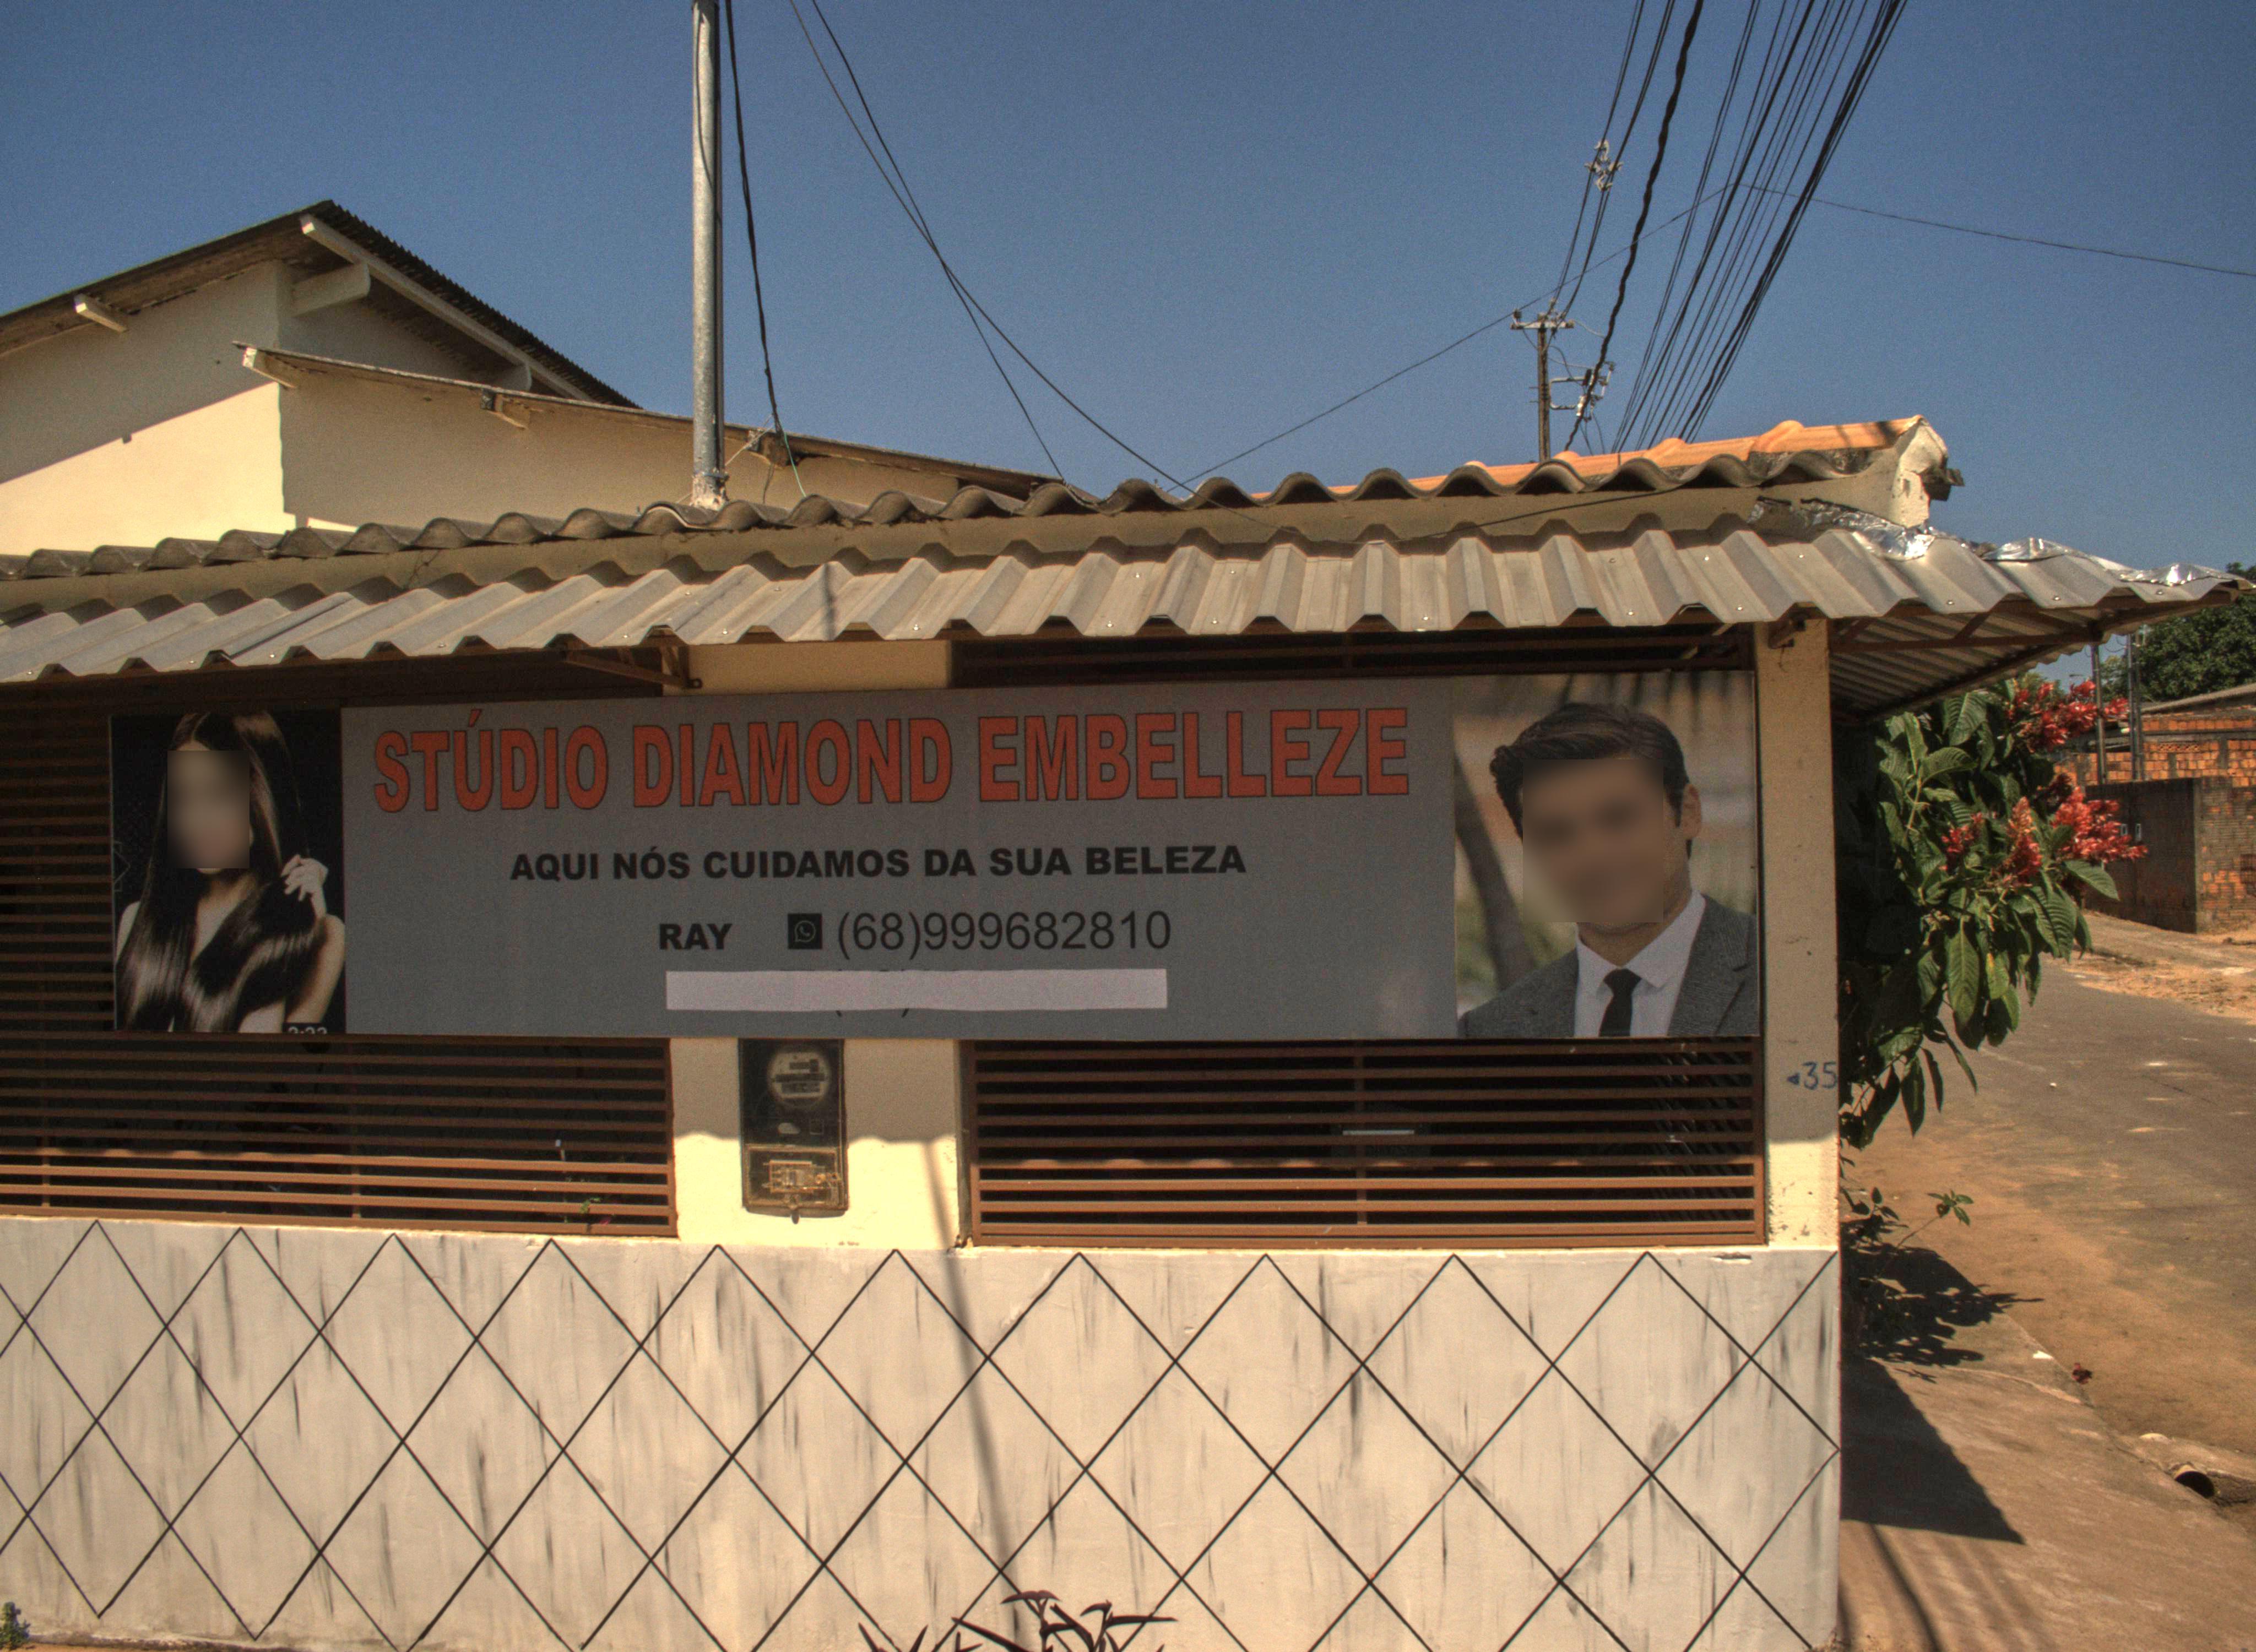 STÚDIO DIAMOND EMBELLEZE
AQUI NÓS CUIDAMOS DA SUA BELEZA
RAY (68)999682810
35